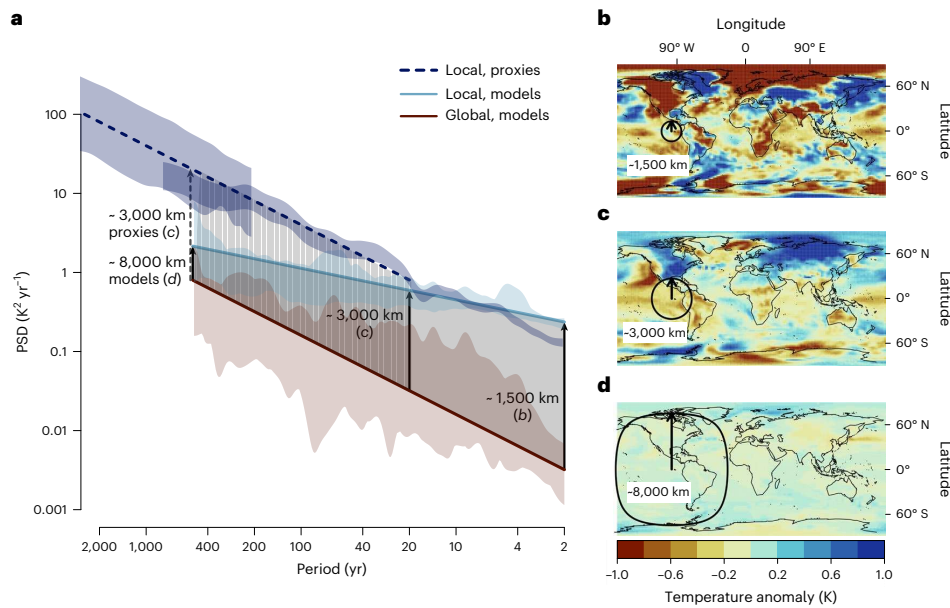 a
Local, proxies
Local, models
Global, models
100
10
1
0.1
0.01
0.001
PSD (K² yr⁻¹)
~ 3,000 km
proxies (c)
~ 8,000 km
models (d)
~ 3,000 km
(c)
~ 1,500 km
(b)
2,000
1,000
400
200
100
40
20
10
4
2
Period (yr)
b
Longitude
90° W
0
90° E
60° N
0°
60° S
Latitude
~1,500 km
c
60° N
0°
60° S
Latitude
~3,000 km
d
60° N
0°
60° S
Latitude
~8,000 km
–1.0
–0.6
–0.2
0.2
0.6
1.0
Temperature anomaly (K)